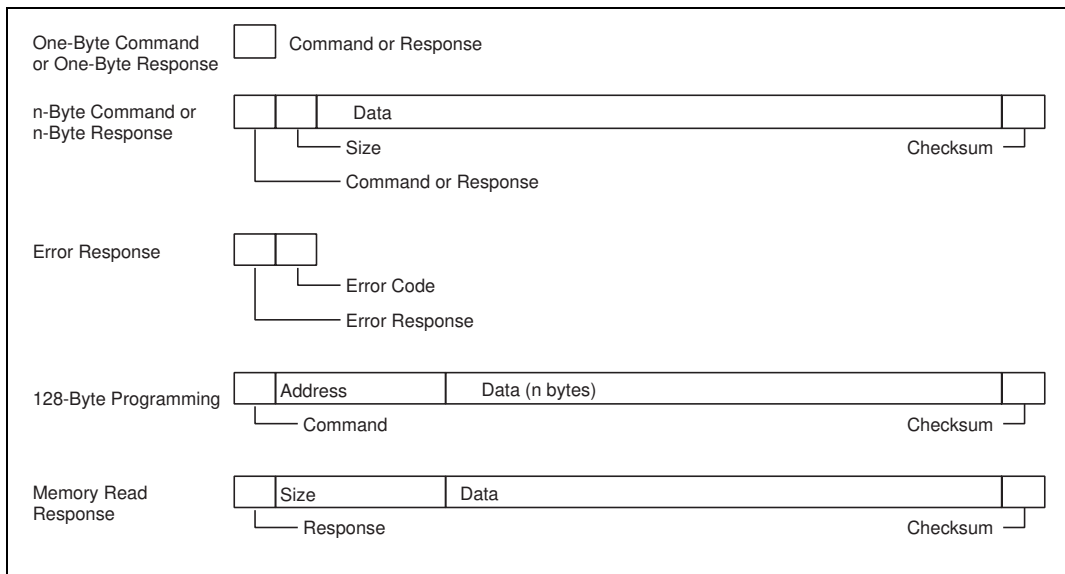 One-Byte Command
or One-Byte Response
Command or Response
n-Byte Command or
n-Byte Response
Data
Size
Checksum
Command or Response
Error Response
Error Code
Error Response
128-Byte Programming
Address
Data (n bytes)
Command
Checksum
Memory Read
Response
Size
Data
Response
Checksum